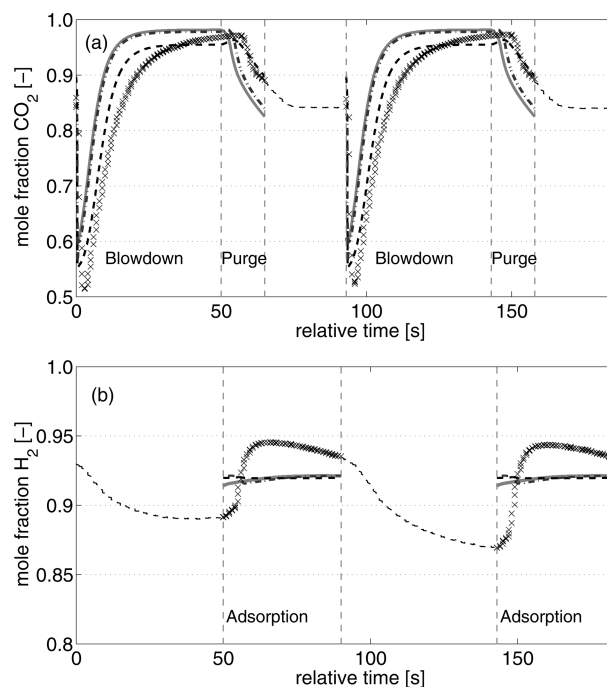 (a)
mole fraction CO2 [−]
1.0
0.9
0.8
0.7
0.6
0.5
Blowdown
Purge
Blowdown
Purge
0
50
100
150
relative time [s]
(b)
mole fraction H2 [−]
1.0
0.95
0.9
0.85
0.8
Adsorption
Adsorption
0
50
100
150
relative time [s]